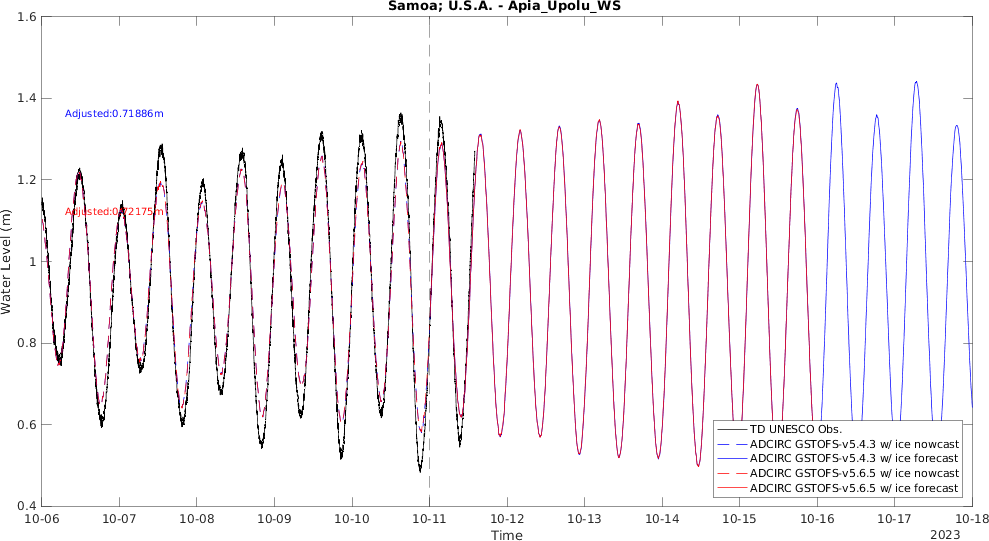 Samoa; U.S.A. - Apia_Upolu_WS
1.6
1.4
1.2
1
0.8
0.6
0.4
Water Level (m)
Adjusted:0.71886m
Adjusted:0.72175m
TD UNESCO Obs.
ADCIRC GSTOFS-v5.4.3 w/ ice nowcast
ADCIRC GSTOFS-v5.4.3 w/ ice forecast
ADCIRC GSTOFS-v5.6.5 w/ ice nowcast
ADCIRC GSTOFS-v5.6.5 w/ ice forecast
10-06 10-07 10-08 10-09 10-10 10-11 10-12 10-13 10-14 10-15 10-16 10-17 10-18
Time
2023